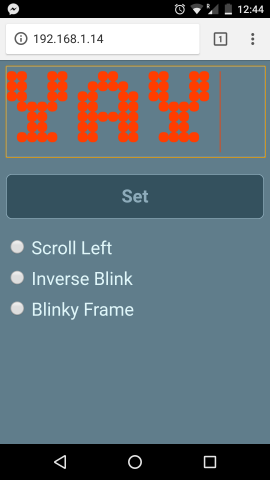 12:44
192.168.1.14
1
YAY
Set
Scroll Left
Inverse Blink
Blinky Frame